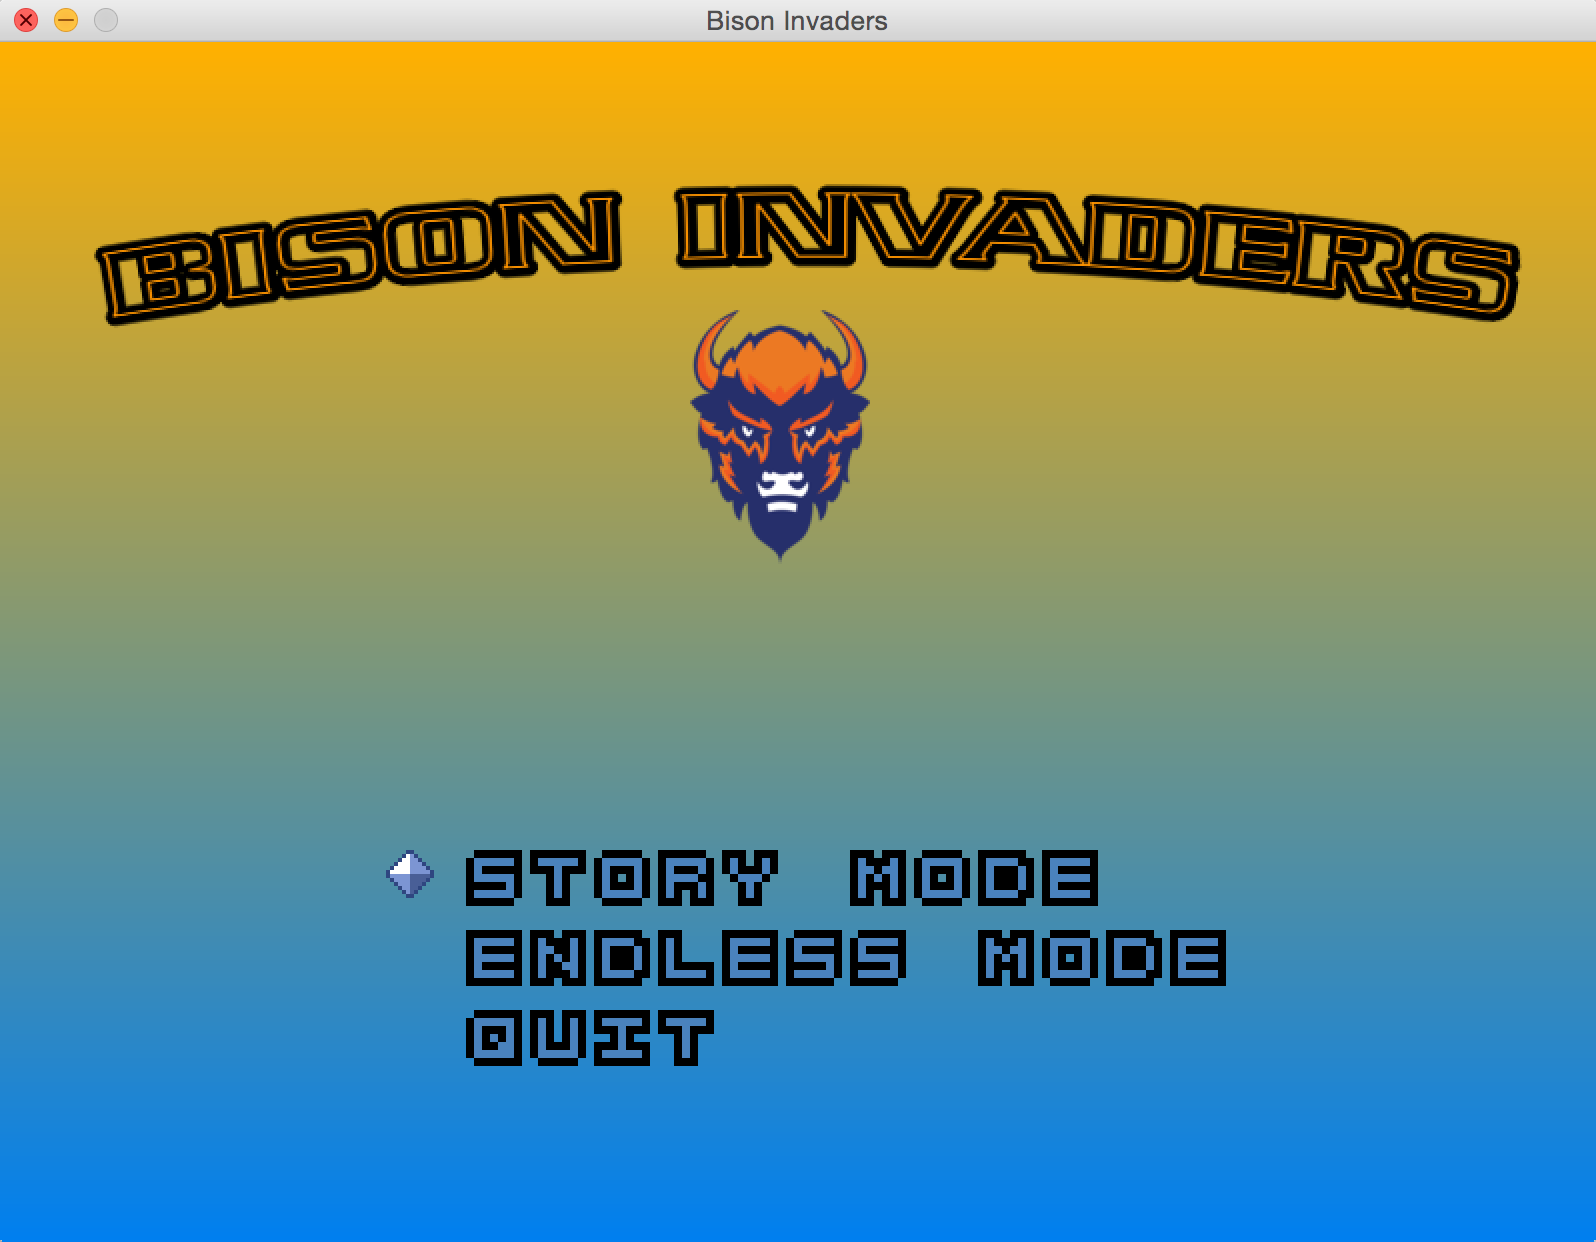 Bison Invaders
BISON INVADERS
STORY MODE
ENDLESS MODE
QUIT